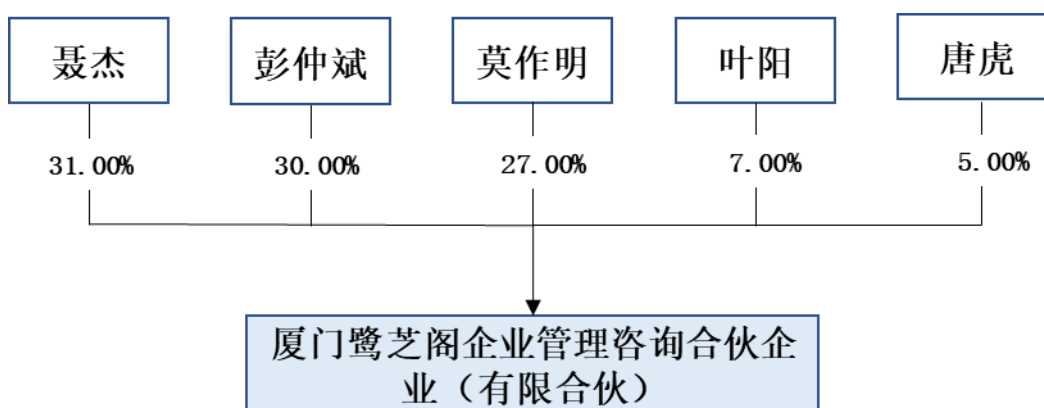 聂杰 彭仲斌 莫作明 叶阳 唐虎
31.00% 30.00% 27.00% 7.00% 5.00%
厦门鹭芝阁企业管理咨询合伙企
业（有限合伙）